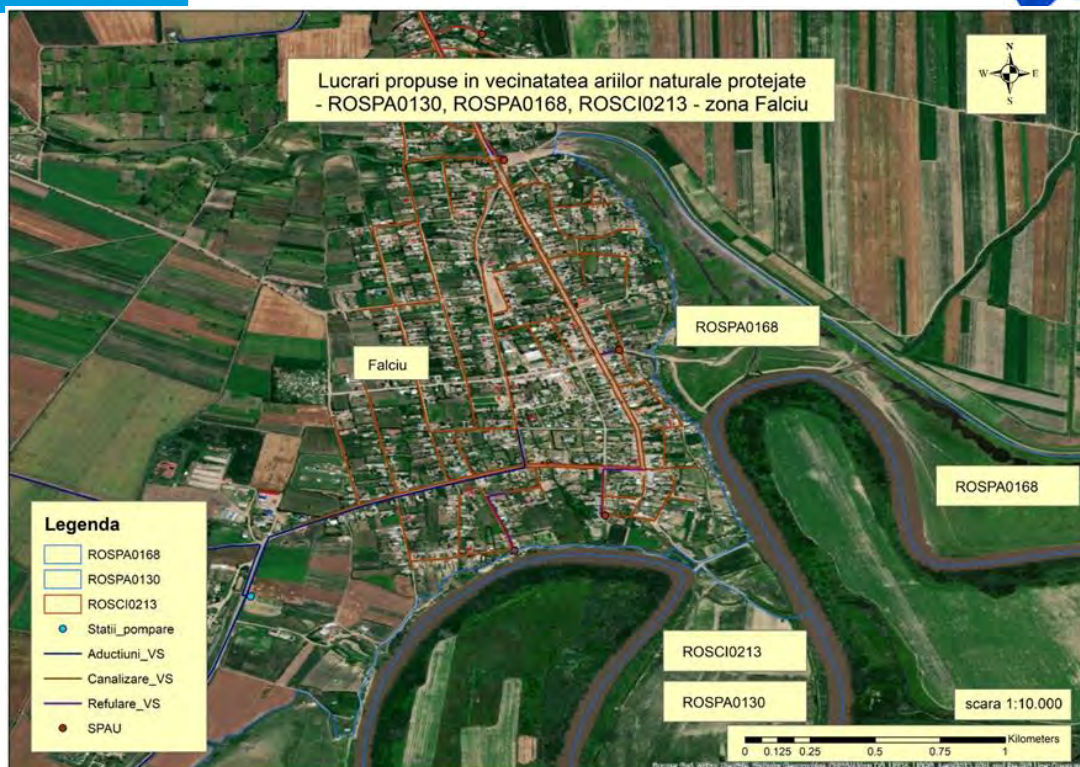 Lucrari propuse in vecinatatea ariilor naturale protejate
- ROSPA0130, ROSPA0168, ROSCI0213 - zona Falciu
N
W E
S
ROSPA0168
Falciu
ROSPA0168
Legenda
ROSPA0168
ROSPA0130
ROSCI0213
Statii_pompare
Aductiuni_VS
Canalizare_VS
Refulare_VS
SPAU
ROSCI0213
ROSPA0130
scara 1:10.000
Kilometers
0 0.125 0.25 0.5 0.75 1